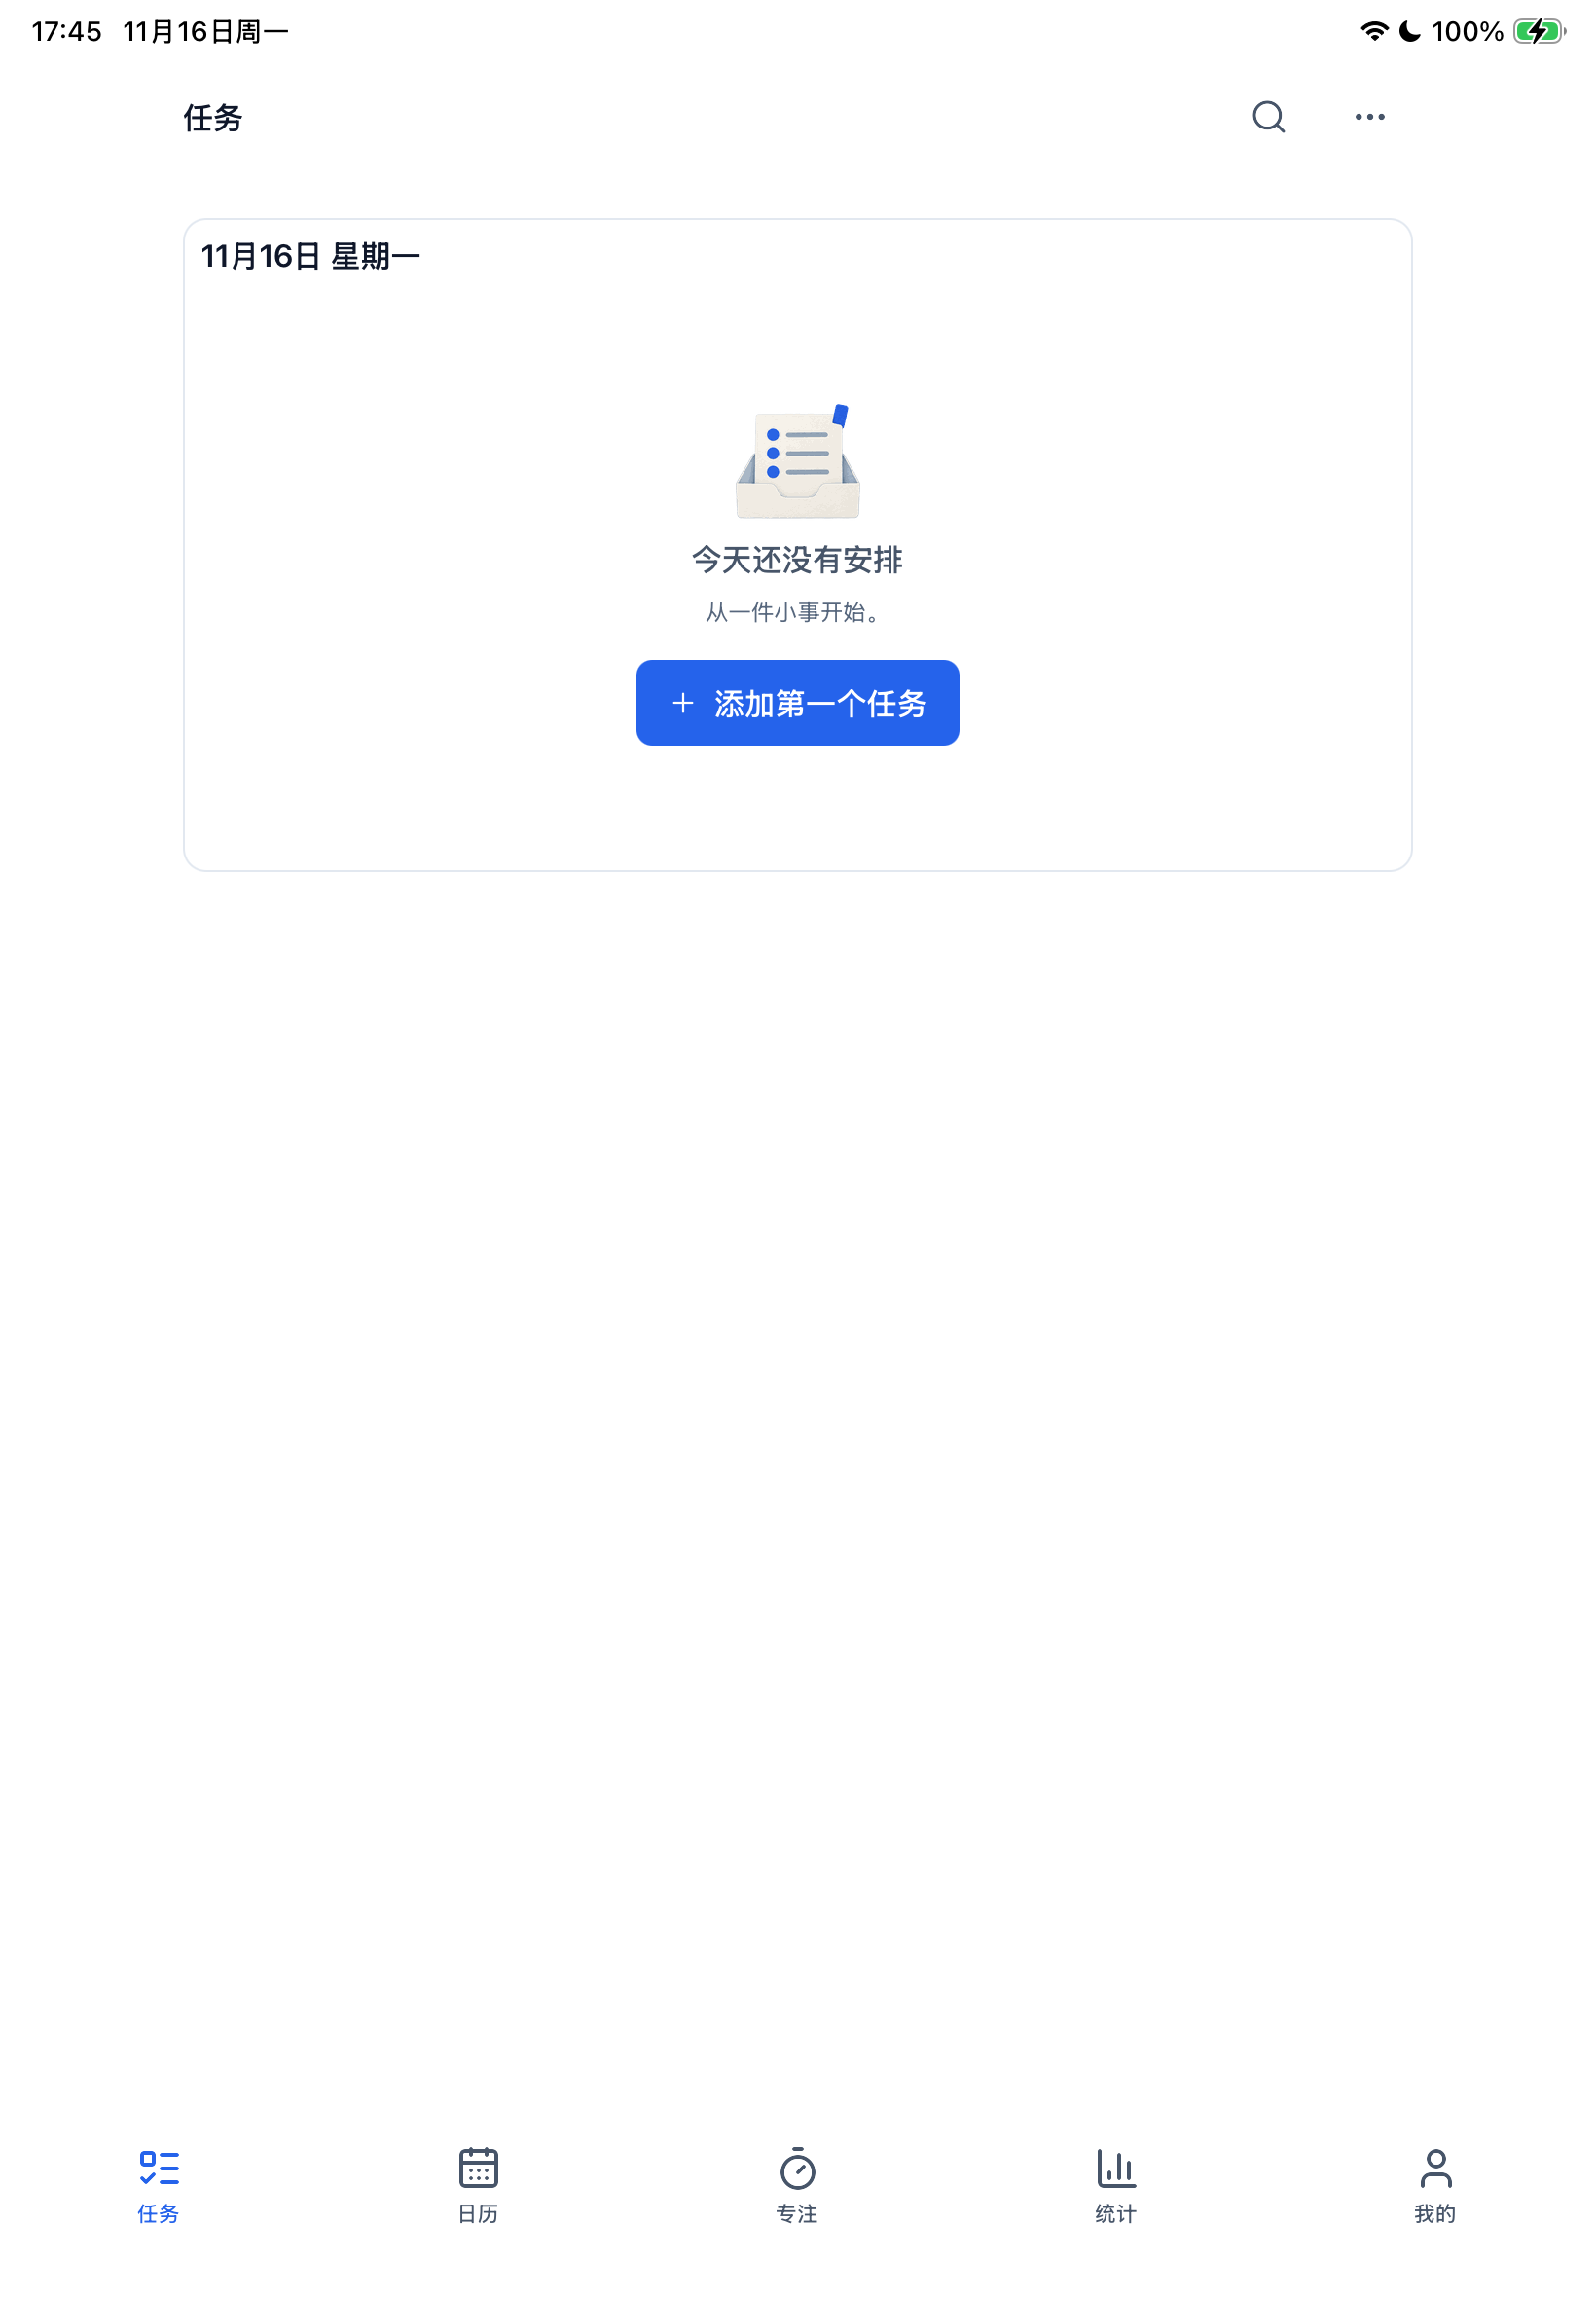 17:45 11月16日周一 100%
任务
11月16日 星期一
今天还没有安排
从一件小事开始。
+ 添加第一个任务
任务 日历 专注 统计 我的